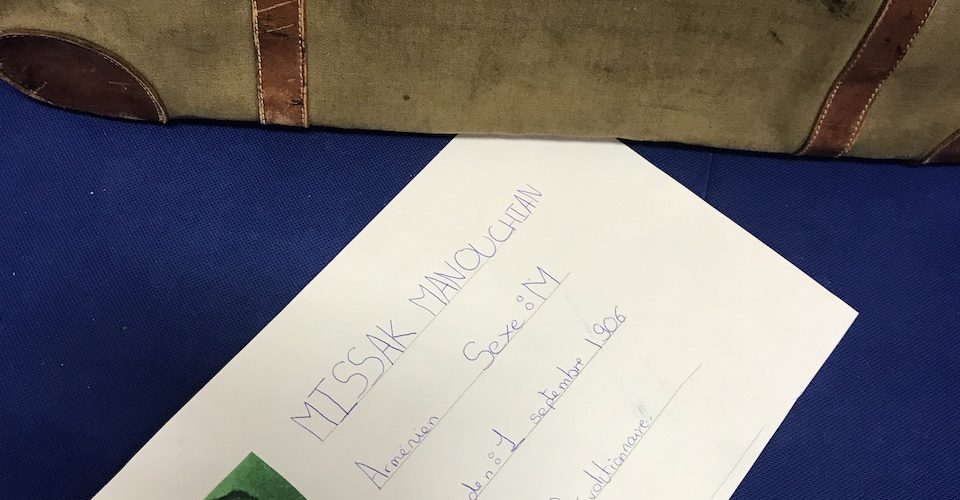 MISSAK MANOUCHIAN
Arménien Sexe : M
1 septembre 1906